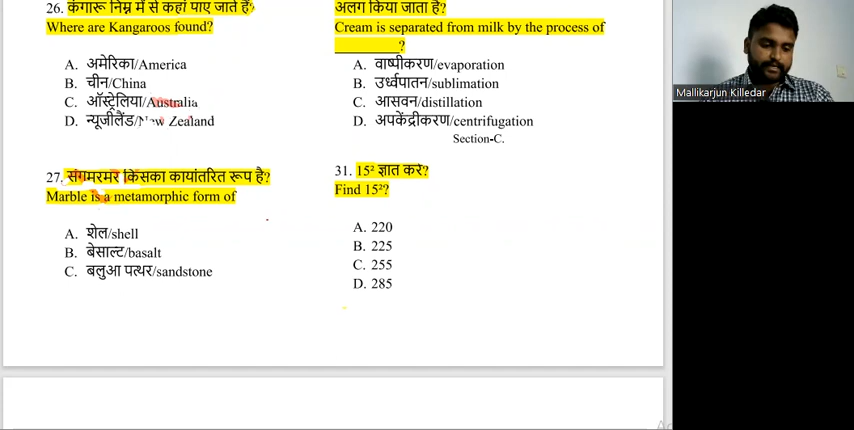 26. कंगारू निम्न में से कहां पाए जाते हैं?
Where are Kangaroos found?
A. अमेरिका/America
B. चीन/China
C. ऑस्ट्रेलिया/Australia
D. न्यूजीलैंड/New Zealand
27. संगमरमर किसका कायांतरित रूप है?
Marble is a metamorphic form of
A. शेल/shell
B. बेसाल्ट/basalt
C. बलुआ पत्थर/sandstone
अलग किया जाता है?
Cream is separated from milk by the process of
_________?
A. वाष्पीकरण/evaporation
B. उर्ध्वपातन/sublimation
C. आसवन/distillation
D. अपकेंद्रीकरण/centrifugation
Section-C.
31. 15² ज्ञात करे?
Find 15²?
A. 220
B. 225
C. 255
D. 285
Mallikarjun Killedar